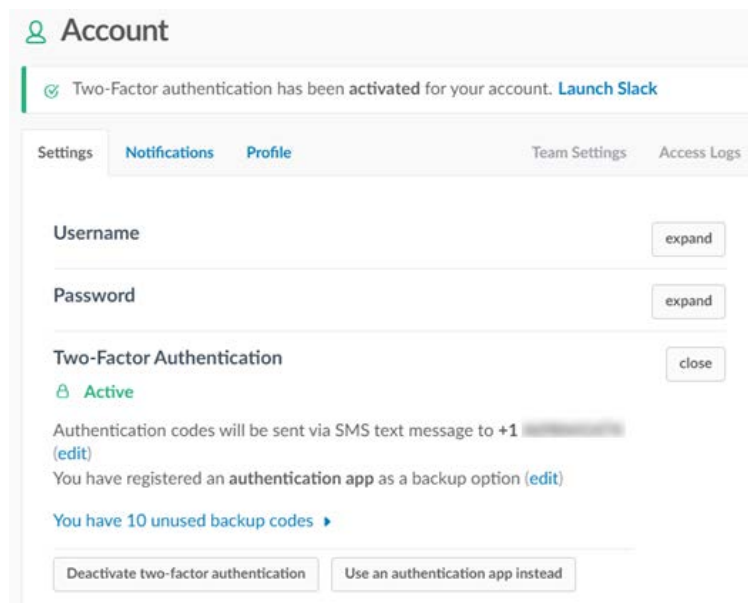 Account
Two-Factor authentication has been activated for your account. Launch Slack
Settings Notifications Profile Team Settings Access Logs
Username expand
Password expand
Two-Factor Authentication close
Active
Authentication codes will be sent via SMS text message to +1
(edit)
You have registered an authentication app as a backup option (edit)
You have 10 unused backup codes
Deactivate two-factor authentication Use an authentication app instead